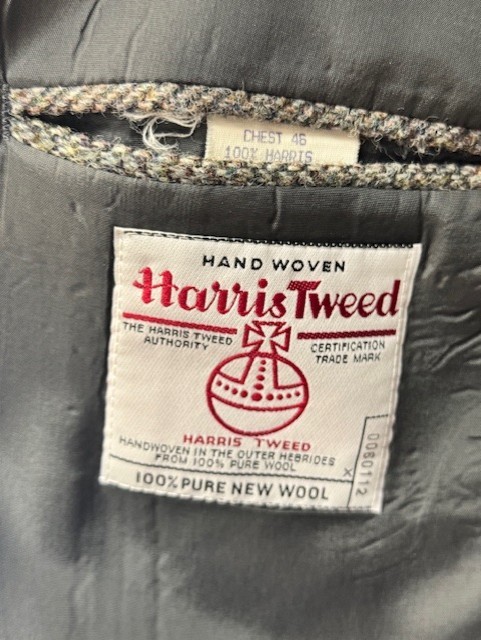 CHEST 46
100% HARRIS
HAND WOVEN
Harris Tweed
THE HARRIS TWEED
AUTHORITY
CERTIFICATION
TRADE MARK
HARRIS TWEED
HANDWOVEN IN THE OUTER HEBRIDES
FROM 100% PURE WOOL
100% PURE NEW WOOL
X
0060112